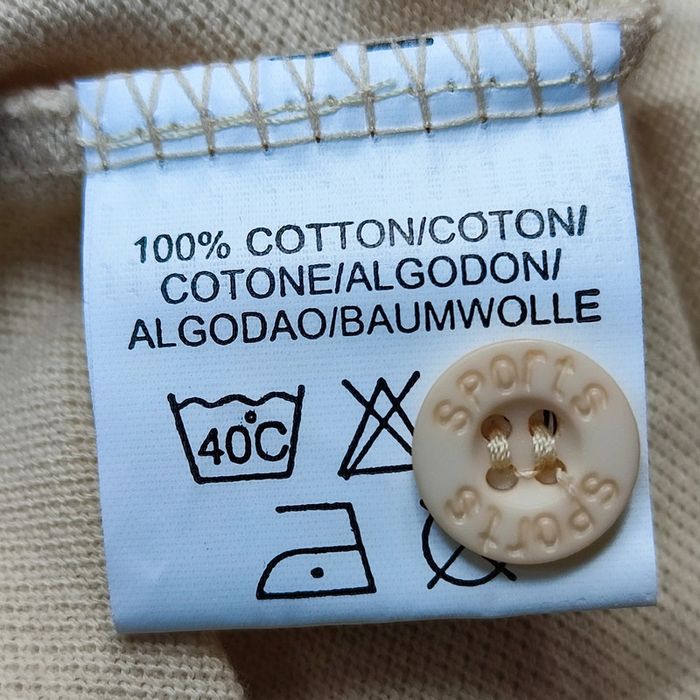 100% COTTON/COTON/
COTONE/ALGODON/
ALGODAO/BAUMWOLLE
40°C
sports
sports